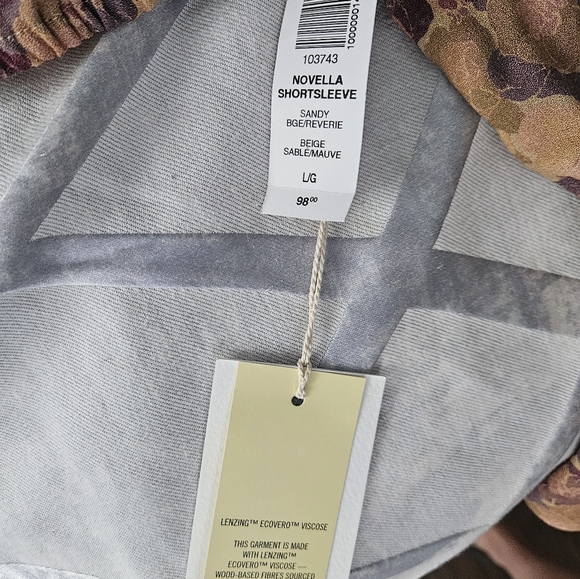 103743
NOVELLA
SHORTSLEEVE
SANDY
BGE/REVERIE
BEIGE
SABLÉ/MAUVE
L/G
98 00
LENZING™ ECOVERO™ VISCOSE
THIS GARMENT IS MADE
WITH LENZING™
ECOVERO™ VISCOSE —
WOOD-BASED FIBRES SOURCED